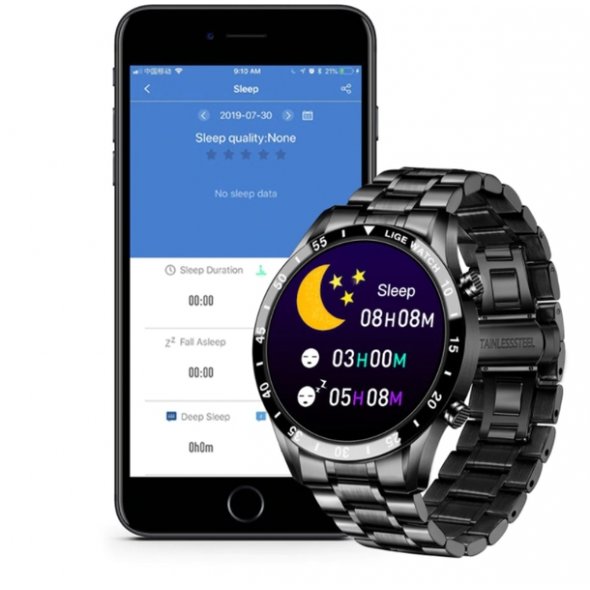 中国移动
9:10 AM
21%
Sleep
2019-07-30
Sleep quality:None
No sleep data
Sleep Duration
00:00
zZ Fall Asleep
00:00
Deep Sleep
0h0m
LIGE WATCH
55
50
45
40
35
30
25
20
15
10
Sleep
08H08M
03H00M
z z
05H08M
TAINLESSSTEEL